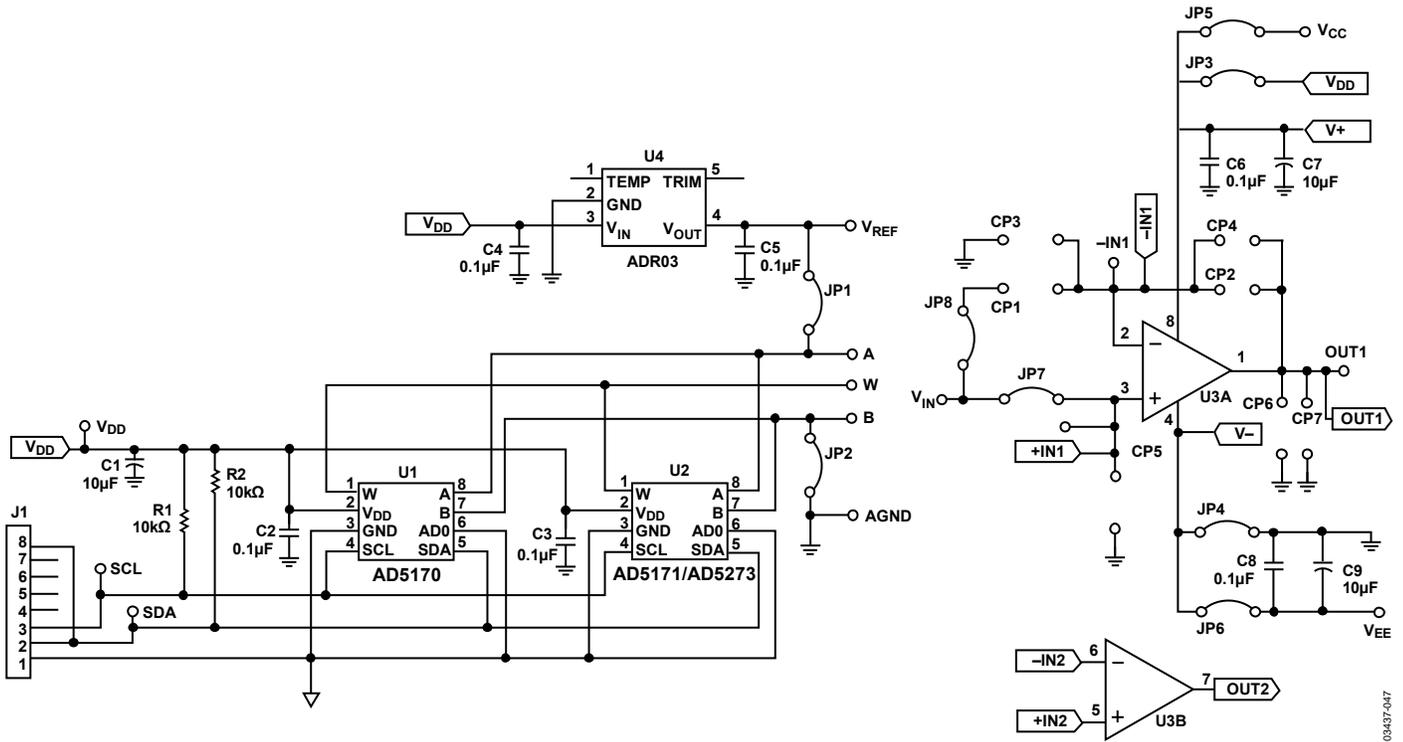 JP5
VCC
JP3
VDD
V+
C6
0.1µF
C7
10µF
U4
1
TEMP
TRIM
5
2
GND
3
VIN
VOUT
4
ADR03
VDD
C4
0.1µF
C5
0.1µF
VREF
JP1
A
W
B
JP2
AGND
CP3
–IN1
–IN1
CP4
CP2
JP8
CP1
8
2
–
1
OUT1
VIN
JP7
3
+
U3A
4
CP6
CP7
OUT1
V–
+IN1
CP5
VDD
VDD
C1
10µF
R1
10kΩ
R2
10kΩ
C2
0.1µF
U1
1
W
A
8
2
VDD
B
7
3
GND
AD0
6
4
SCL
SDA
5
AD5170
C3
0.1µF
U2
1
W
A
8
2
VDD
B
7
3
GND
AD0
6
4
SCL
SDA
5
AD5171/AD5273
J1
8
7
6
5
4
3
2
1
SCL
SDA
JP4
C8
0.1µF
C9
10µF
JP6
VEE
–IN2
6
–
7
OUT2
+IN2
5
+
U3B
03437-047